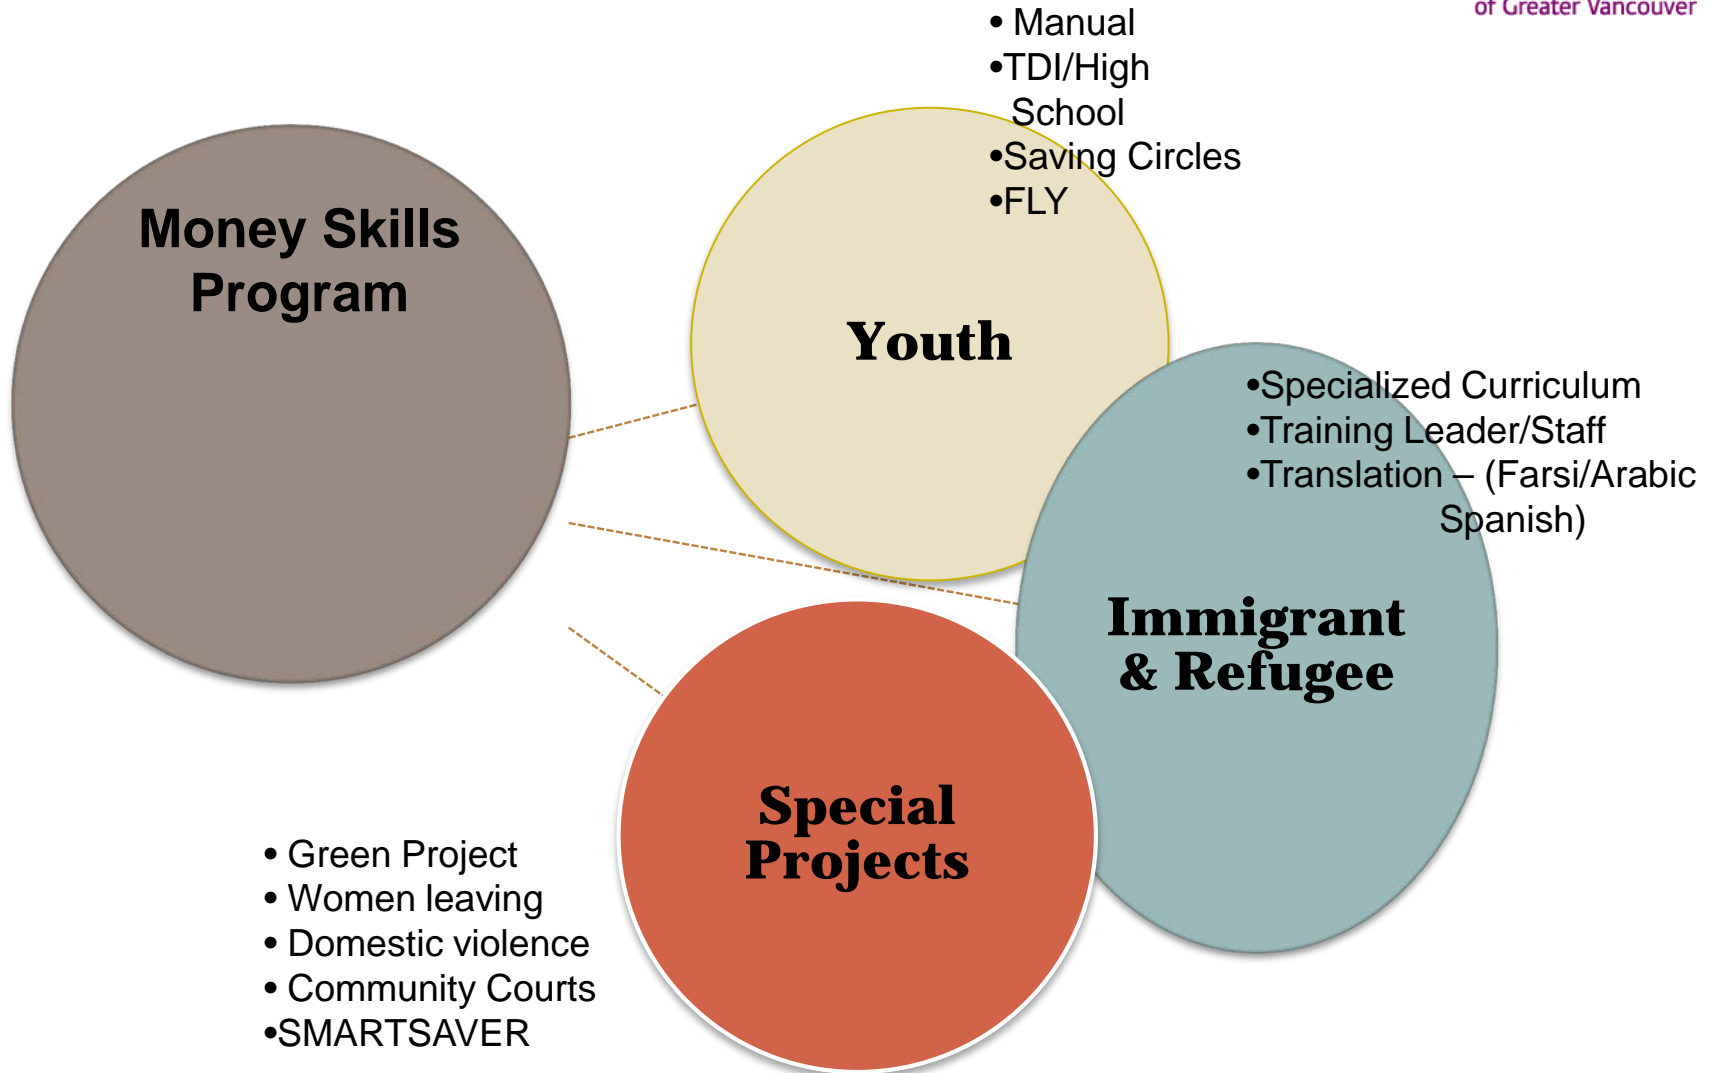 of Greater Vancouver
• Manual
•TDI/High
School
•Saving Circles
•FLY
Money Skills
Program
Youth
•Specialized Curriculum
•Training Leader/Staff
•Translation – (Farsi/Arabic
Spanish)
Immigrant
& Refugee
Special
Projects
• Green Project
• Women leaving
• Domestic violence
• Community Courts
•SMARTSAVER